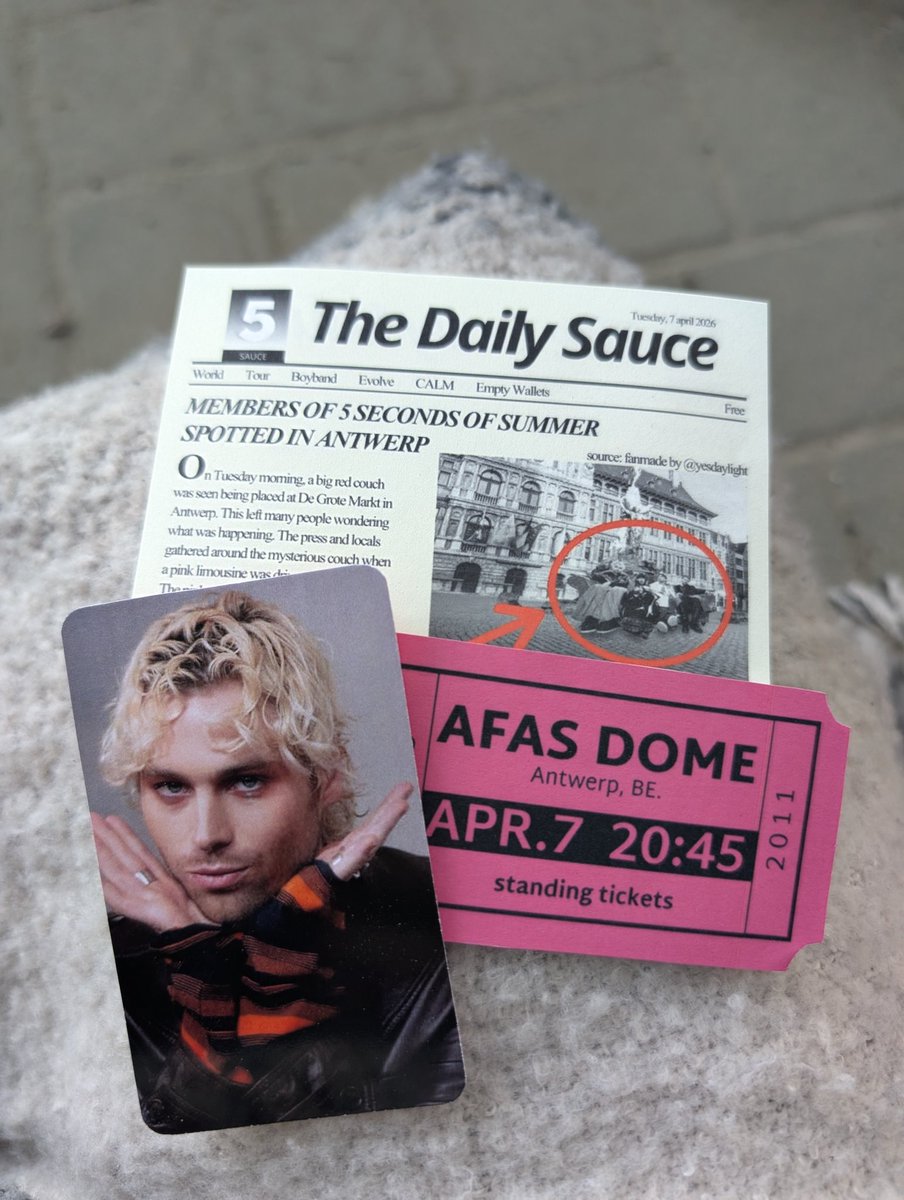 5
SAUCE
The Daily Sauce
Tuesday, 7 april 2026
World Tour Boyband Evolve CALM Empty Wallets
Free
MEMBERS OF 5 SECONDS OF SUMMER
SPOTTED IN ANTWERP
source: fanmade by @yesdaylight
On Tuesday morning, a big red couch
was seen being placed at De Grote Markt in
Antwerp. This left many people wondering
what was happening. The press and locals
gathered around the mysterious couch when
a pink limousine was
The
AFAS DOME
Antwerp, BE.
APR.7 20:45
standing tickets
2011